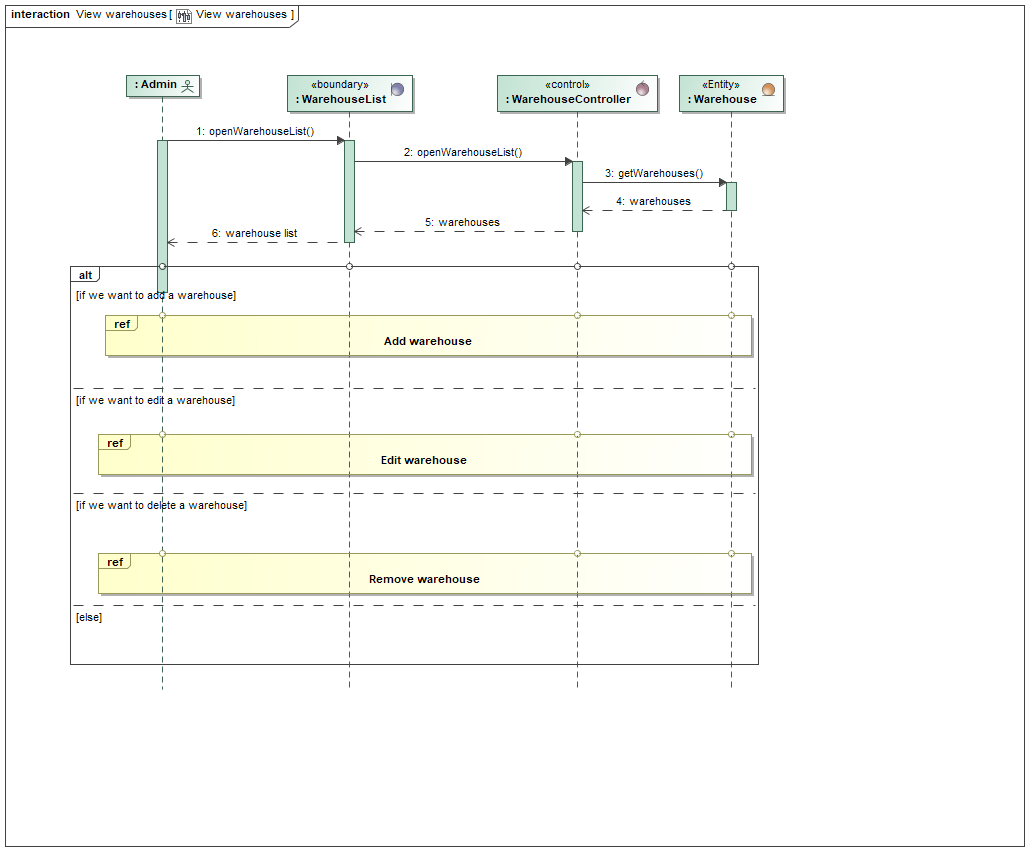 interaction View warehouses [ View warehouses ]
: Admin
«boundary»
: WarehouseList
«control»
: WarehouseController
«Entity»
: Warehouse
1: openWarehouseList()
2: openWarehouseList()
3: getWarehouses()
4: warehouses
5: warehouses
6: warehouse list
alt
[if we want to add a warehouse]
ref
Add warehouse
[if we want to edit a warehouse]
ref
Edit warehouse
[if we want to delete a warehouse]
ref
Remove warehouse
[else]